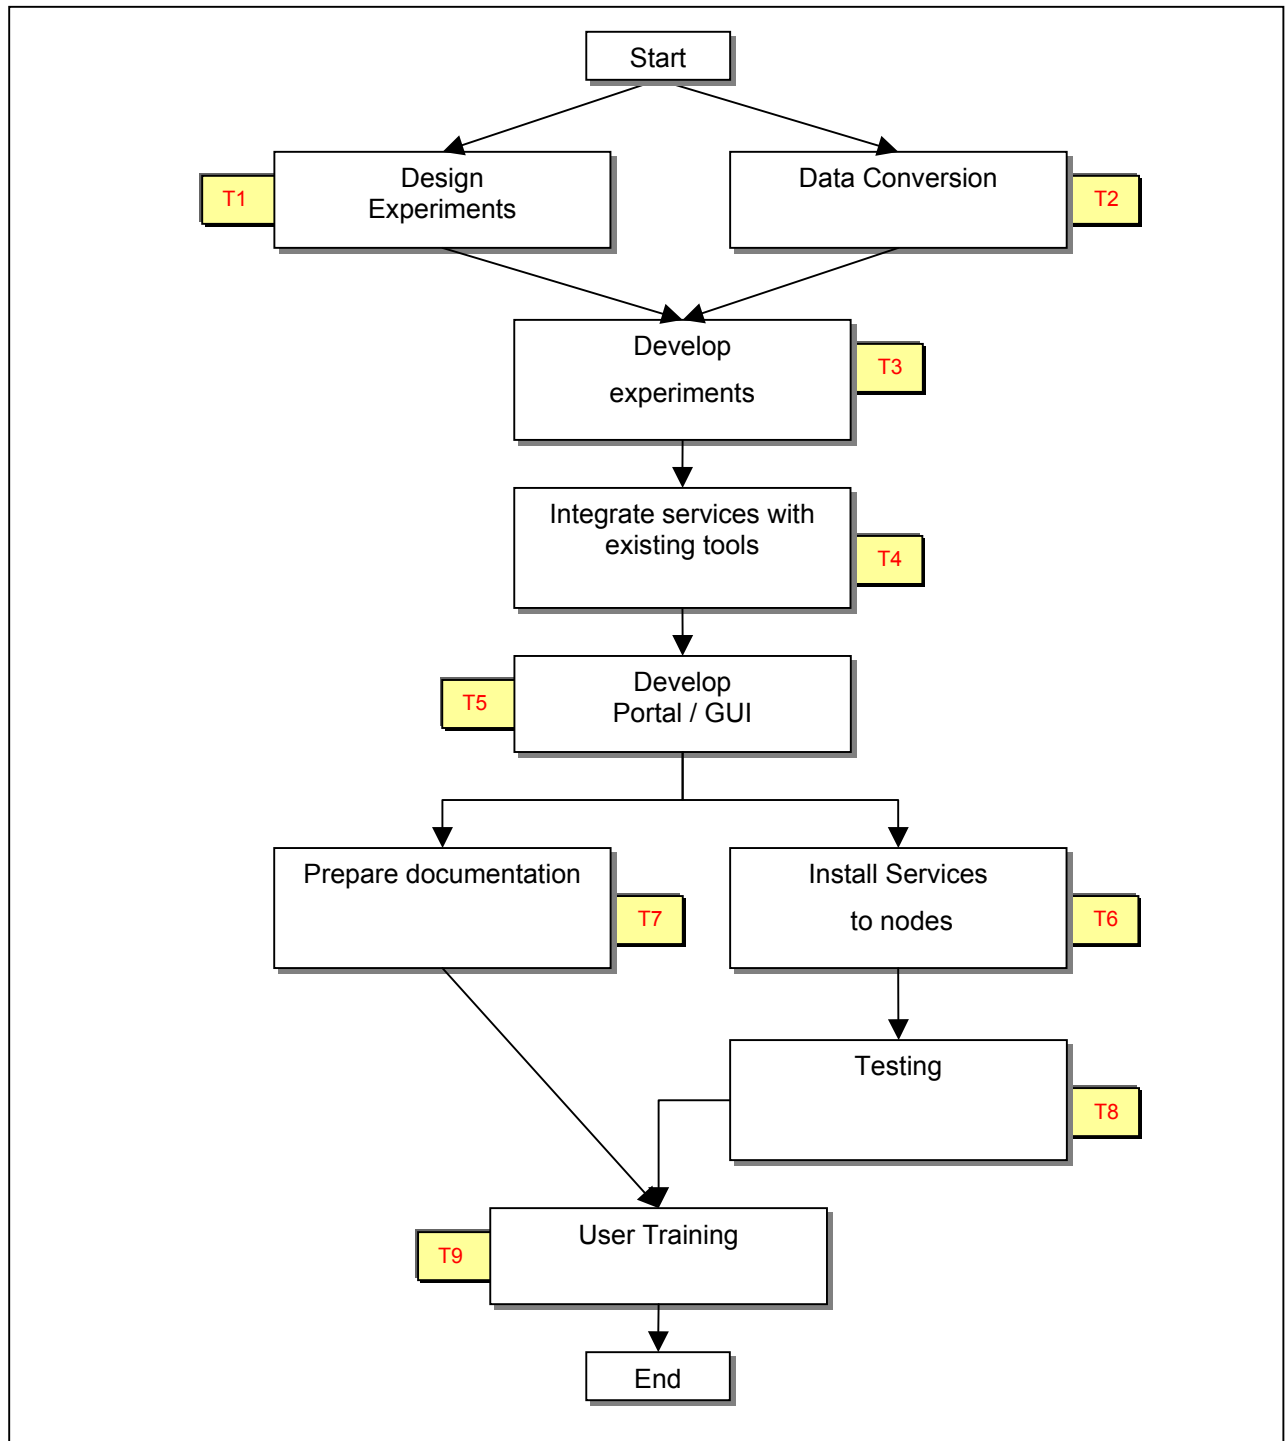 Start
T1
Design
Experiments
Data Conversion
T2
Develop
experiments
T3
Integrate services with
existing tools
T4
T5
Develop
Portal / GUI
Prepare documentation
T7
Install Services
to nodes
T6
Testing
T8
T9
User Training
End